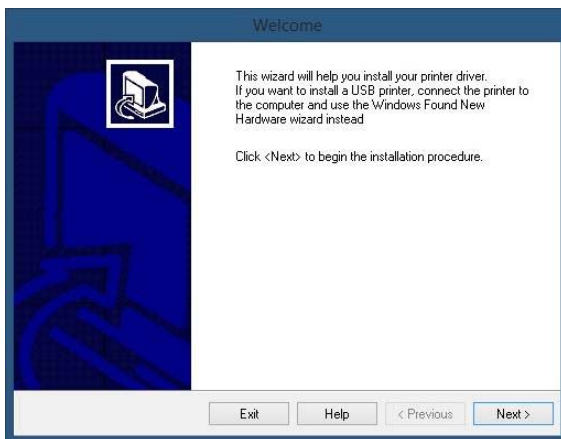 Welcome
This wizard will help you install your printer driver.
If you want to install a USB printer, connect the printer to
the computer and use the Windows Found New
Hardware wizard instead
Click <Next> to begin the installation procedure.
Exit
Help
< Previous
Next >